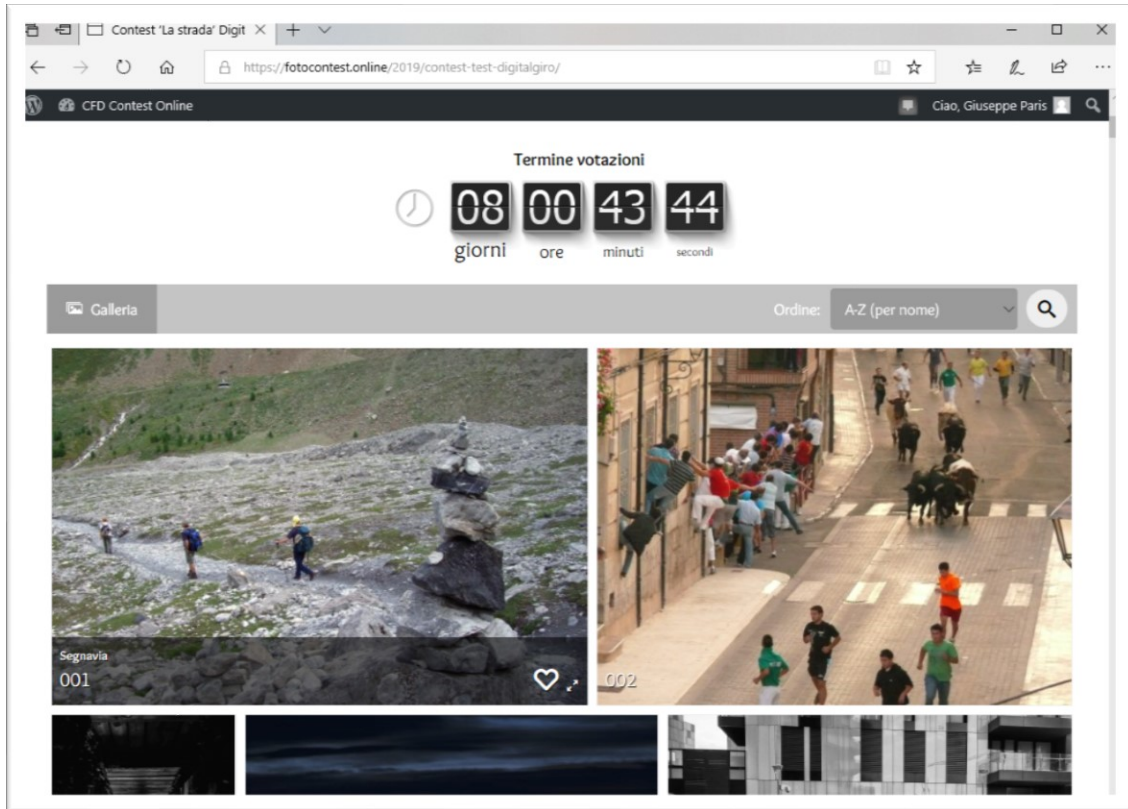 Contest 'La strada' Digit
https://fotocontest.online/2019/contest-test-digitalgiro/
CFD Contest Online
Ciao, Giuseppe Paris
Termine votazioni
08 00 43 44
giorni ore minuti secondi
Galleria
Ordine: A-Z (per nome)
Segnavia
001
002